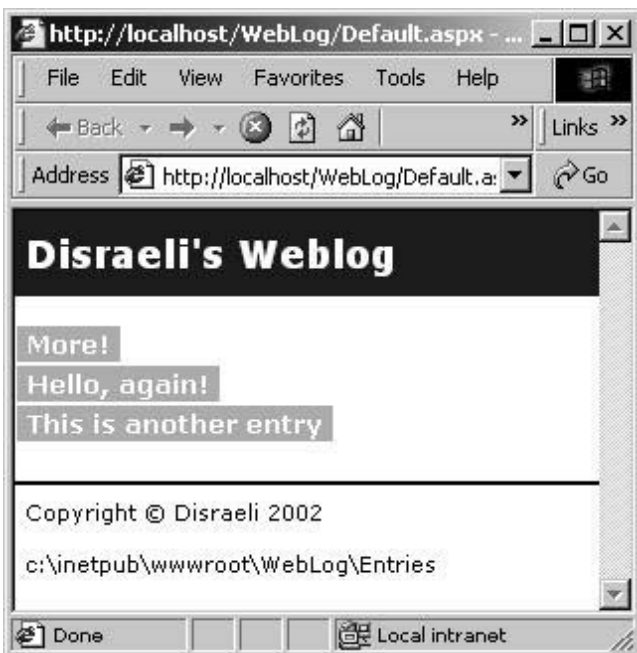 http://localhost/WebLog/Default.aspx - ...
File Edit View Favorites Tools Help
Back » Links »
Address http://localhost/WebLog/Default.a: Go
Disraeli's Weblog
More!
Hello, again!
This is another entry
Copyright © Disraeli 2002
c:\inetpub\wwwroot\WebLog\Entries
Done Local intranet